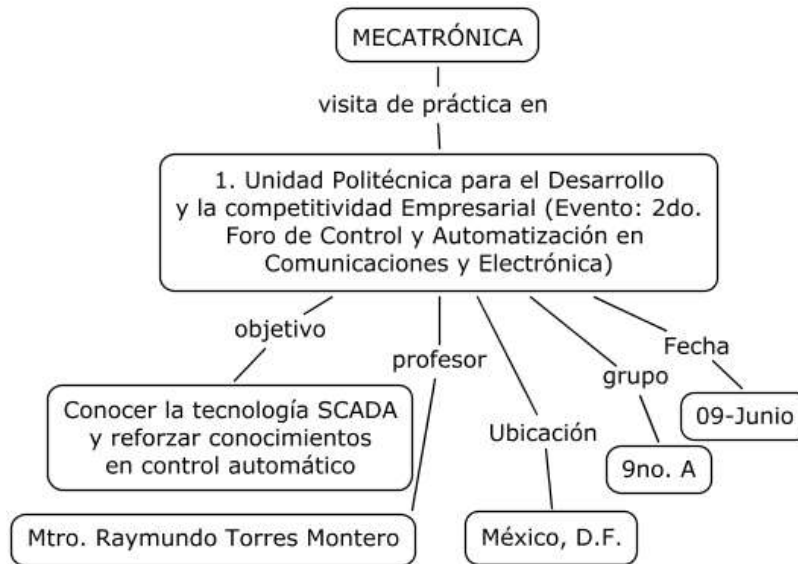 MECATRÓNICA
visita de práctica en
1. Unidad Politécnica para el Desarrollo
y la competitividad Empresarial (Evento: 2do.
Foro de Control y Automatización en
Comunicaciones y Electrónica)
objetivo
profesor
Ubicación
grupo
Fecha
Conocer la tecnología SCADA
y reforzar conocimientos
en control automático
Mtro. Raymundo Torres Montero
México, D.F.
9no. A
09-Junio